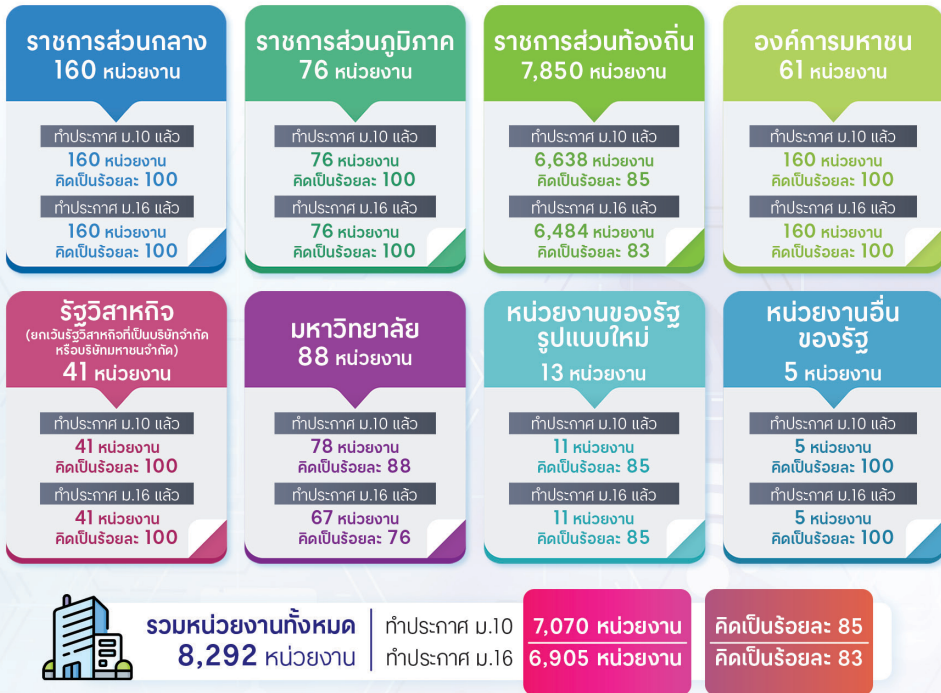 ราชการส่วนกลาง
160 หน่วยงาน
ทำประกาศ ม.10 แล้ว
160 หน่วยงาน
คิดเป็นร้อยละ 100
ทำประกาศ ม.16 แล้ว
160 หน่วยงาน
คิดเป็นร้อยละ 100
ราชการส่วนภูมิภาค
76 หน่วยงาน
ทำประกาศ ม.10 แล้ว
76 หน่วยงาน
คิดเป็นร้อยละ 100
ทำประกาศ ม.16 แล้ว
76 หน่วยงาน
คิดเป็นร้อยละ 100
ราชการส่วนท้องถิ่น
7,850 หน่วยงาน
ทำประกาศ ม.10 แล้ว
6,638 หน่วยงาน
คิดเป็นร้อยละ 85
ทำประกาศ ม.16 แล้ว
6,484 หน่วยงาน
คิดเป็นร้อยละ 83
องค์การมหาชน
61 หน่วยงาน
ทำประกาศ ม.10 แล้ว
160 หน่วยงาน
คิดเป็นร้อยละ 100
ทำประกาศ ม.16 แล้ว
160 หน่วยงาน
คิดเป็นร้อยละ 100
รัฐวิสาหกิจ
(ยกเว้นรัฐวิสาหกิจที่เป็นบริษัทจำกัด
หรือบริษัทมหาชนจำกัด)
41 หน่วยงาน
ทำประกาศ ม.10 แล้ว
41 หน่วยงาน
คิดเป็นร้อยละ 100
ทำประกาศ ม.16 แล้ว
41 หน่วยงาน
คิดเป็นร้อยละ 100
มหาวิทยาลัย
88 หน่วยงาน
ทำประกาศ ม.10 แล้ว
78 หน่วยงาน
คิดเป็นร้อยละ 88
ทำประกาศ ม.16 แล้ว
67 หน่วยงาน
คิดเป็นร้อยละ 76
หน่วยงานของรัฐ
รูปแบบใหม่
13 หน่วยงาน
ทำประกาศ ม.10 แล้ว
11 หน่วยงาน
คิดเป็นร้อยละ 85
ทำประกาศ ม.16 แล้ว
11 หน่วยงาน
คิดเป็นร้อยละ 85
หน่วยงานอื่น
ของรัฐ
5 หน่วยงาน
ทำประกาศ ม.10 แล้ว
5 หน่วยงาน
คิดเป็นร้อยละ 100
ทำประกาศ ม.16 แล้ว
5 หน่วยงาน
คิดเป็นร้อยละ 100
รวมหน่วยงานทั้งหมด
8,292 หน่วยงาน
ทำประกาศ ม.10 7,070 หน่วยงาน คิดเป็นร้อยละ 85
ทำประกาศ ม.16 6,905 หน่วยงาน คิดเป็นร้อยละ 83